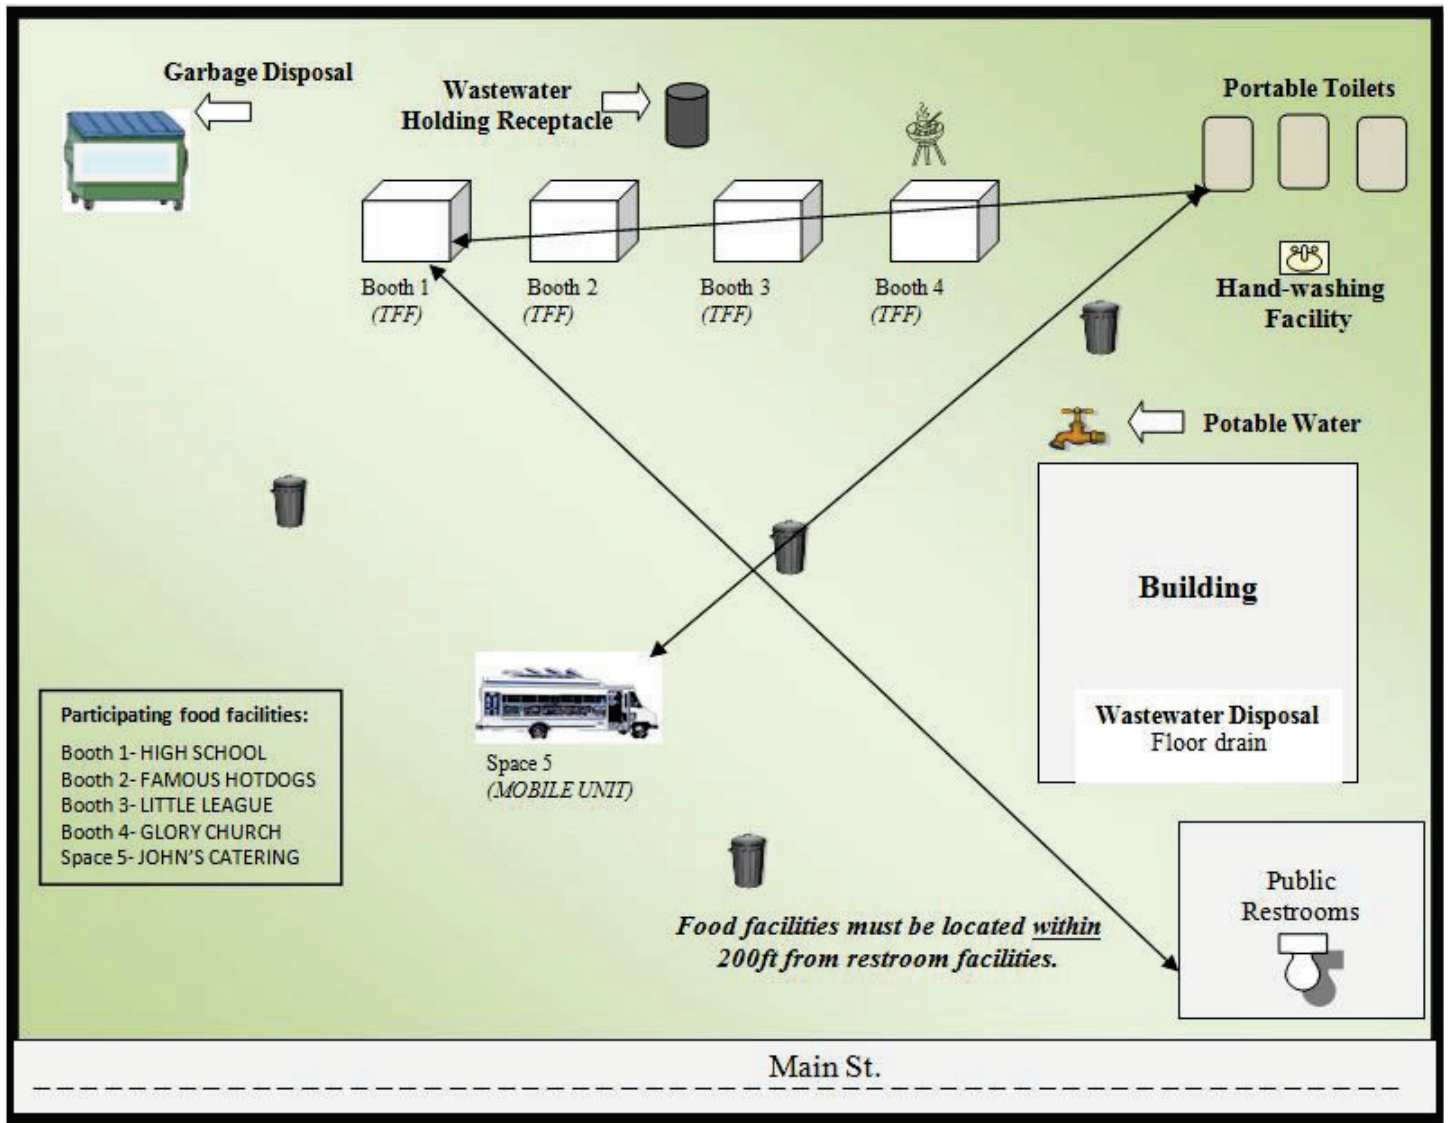 Garbage Disposal
Wastewater
Holding Receptacle
Portable Toilets
Booth 1
(TFF)
Booth 2
(TFF)
Booth 3
(TFF)
Booth 4
(TFF)
Hand-washing
Facility
Potable Water
Building
Wastewater Disposal
Floor drain
Space 5
(MOBILE UNIT)
Participating food facilities:
Booth 1- HIGH SCHOOL
Booth 2- FAMOUS HOTDOGS
Booth 3- LITTLE LEAGUE
Booth 4- GLORY CHURCH
Space 5- JOHN'S CATERING
Public
Restrooms
Food facilities must be located within
200ft from restroom facilities.
Main St.